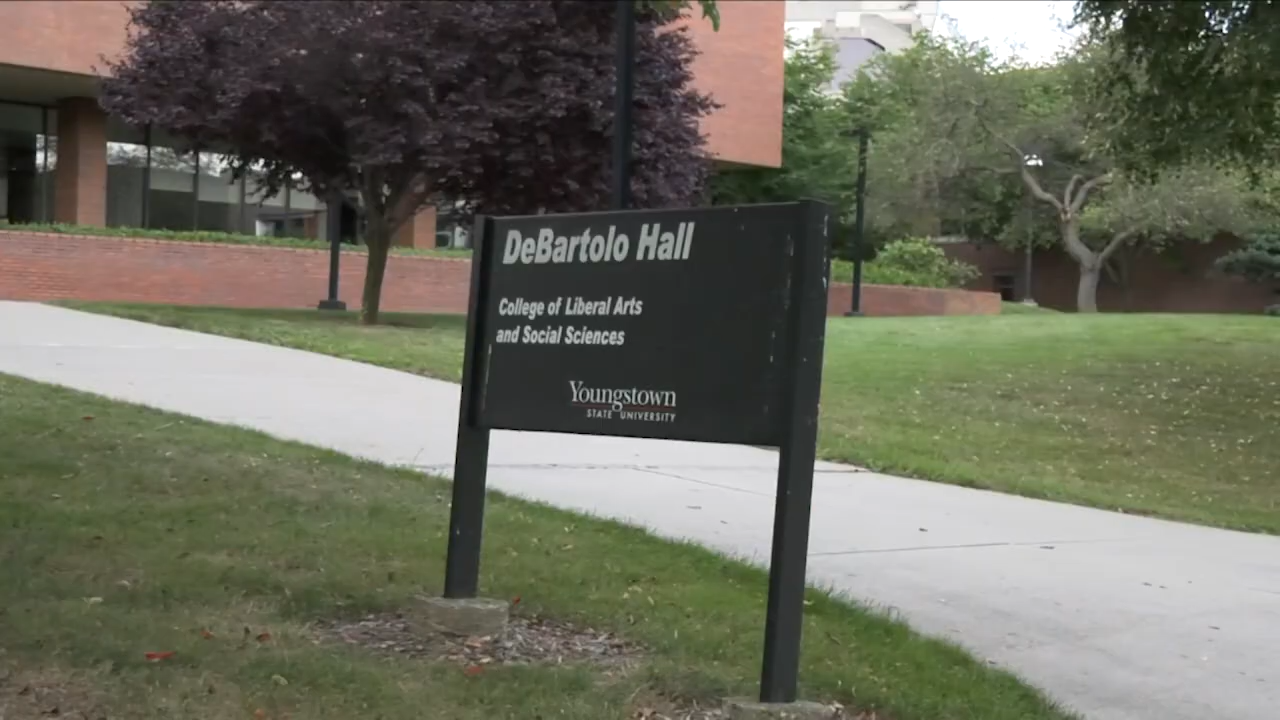 DeBartolo Hall
College of Liberal Arts
and Social Sciences
Youngstown
STATE UNIVERSITY